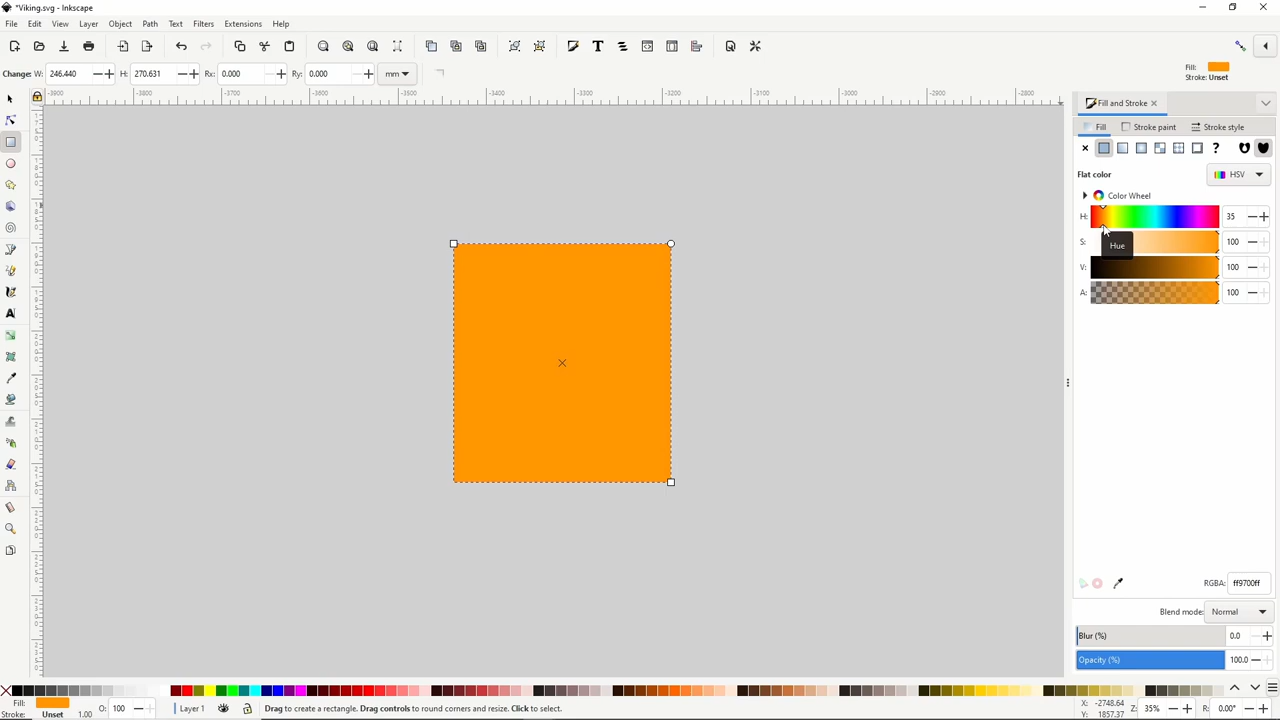 *Viking.svg - Inkscape
File Edit View Layer Object Path Text Filters Extensions Help
Change: W: 246.440 H: 270.631 Rx: 0.000 Ry: 0.000 mm
Fill:
Stroke: Unset
-3900 -3800 -3700 -3600 -3500 -3400 -3300 -3200 -3100 -3000 -2900 -2800
Fill and Stroke
Fill Stroke paint Stroke style
Flat color HSV
Color Wheel
H: 35
S: 100
Hue
V: 100
A: 100
RGBA: ff9700ff
Blend mode: Normal
Blur (%) 0.0
Opacity (%) 100.0
Fill:
Stroke: Unset 1.00 O: 100 Layer 1 Drag to create a rectangle. Drag controls to round corners and resize. Click to select. X: -2748.64 Y: 1857.37 Z: 35% R: 0.00°